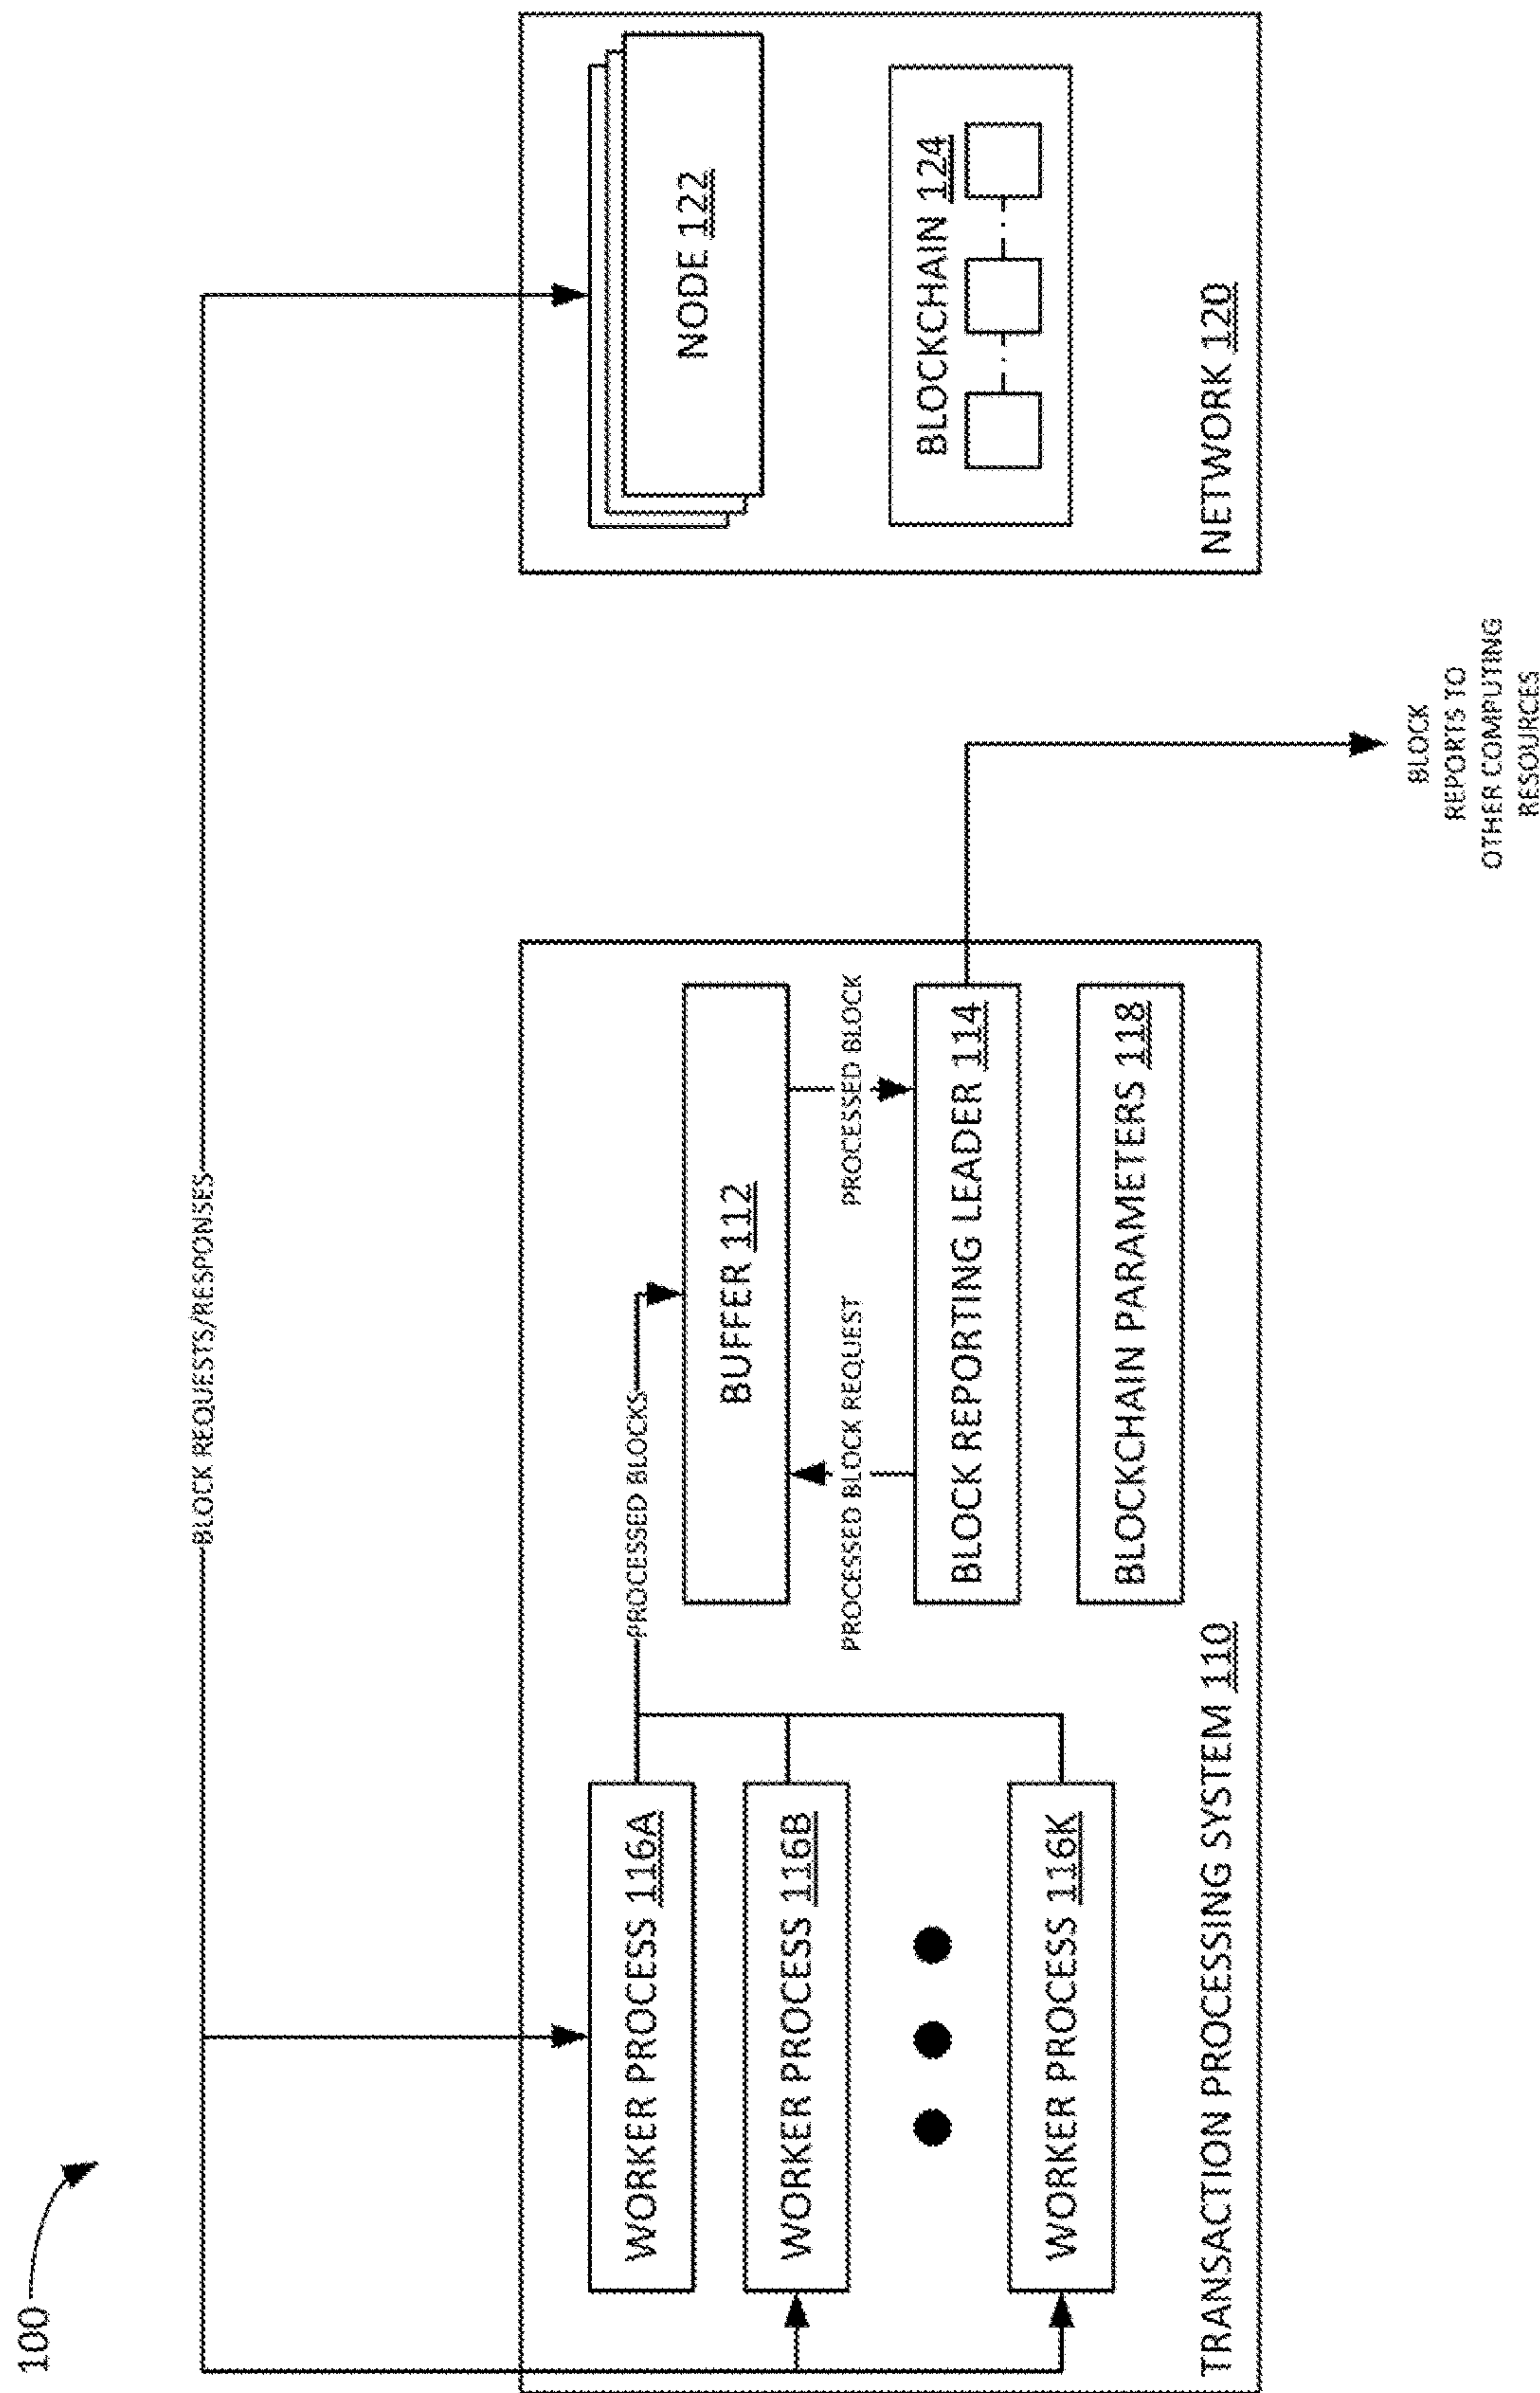 100
BLOCK REQUESTS/RESPONSES
WORKER PROCESS 116A
WORKER PROCESS 116B
WORKER PROCESS 116K
PROCESSED BLOCKS
BUFFER 112
PROCESSED BLOCK REQUEST
PROCESSED BLOCK
BLOCK REPORTING LEADER 114
BLOCKCHAIN PARAMETERS 118
TRANSACTION PROCESSING SYSTEM 110
NODE 122
BLOCKCHAIN 124
NETWORK 120
BLOCK
REPORTS TO
OTHER COMPUTING
RESOURCES